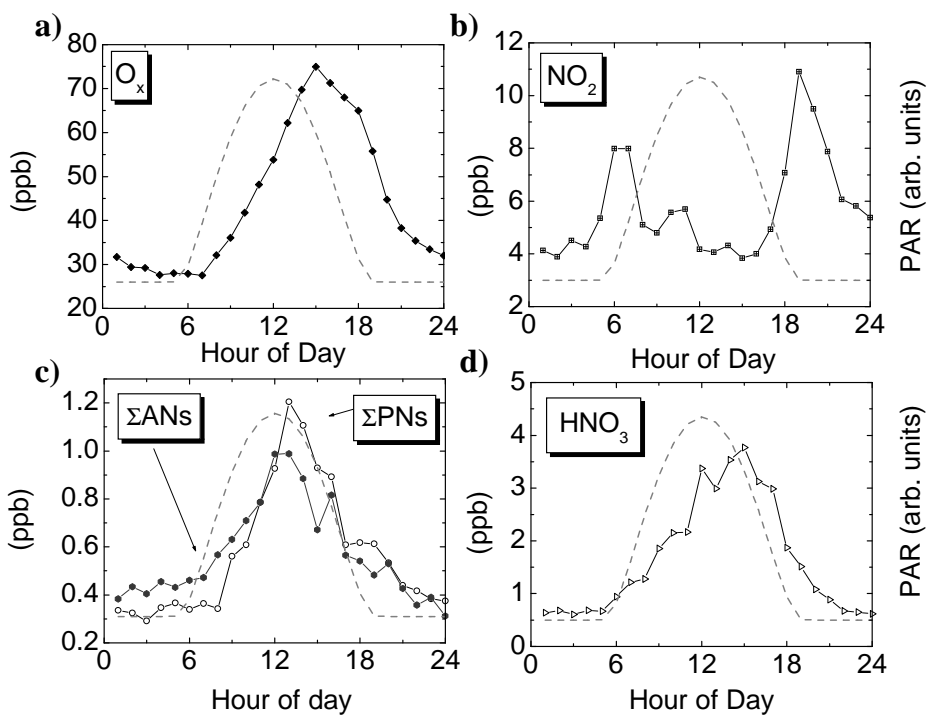 a)
O_x
80
70
60
50
40
30
20
(ppb)
0 6 12 18 24
Hour of Day
b)
NO_2
12
10
8
6
4
2
(ppb)
PAR (arb. units)
0 6 12 18 24
Hour of Day
c)
ΣANs
ΣPNs
1.2
1.0
0.8
0.6
0.4
0.2
(ppb)
0 6 12 18 24
Hour of day
d)
HNO_3
5
4
3
2
1
0
(ppb)
PAR (arb. units)
0 6 12 18 24
Hour of Day